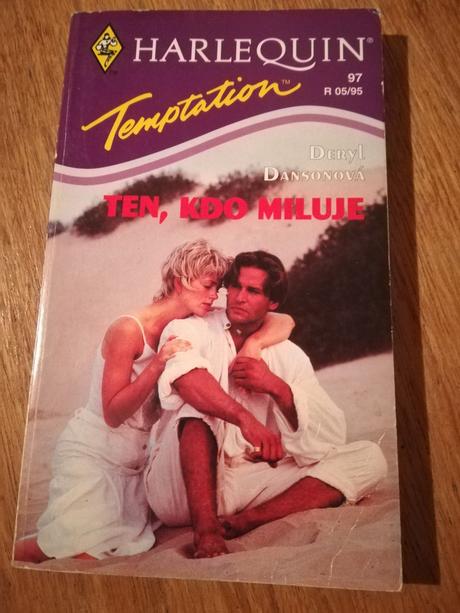 HARLEQUIN®
Temptation™
97
R 05/95
Deryl
Dansonová
TEN, KDO MILUJE